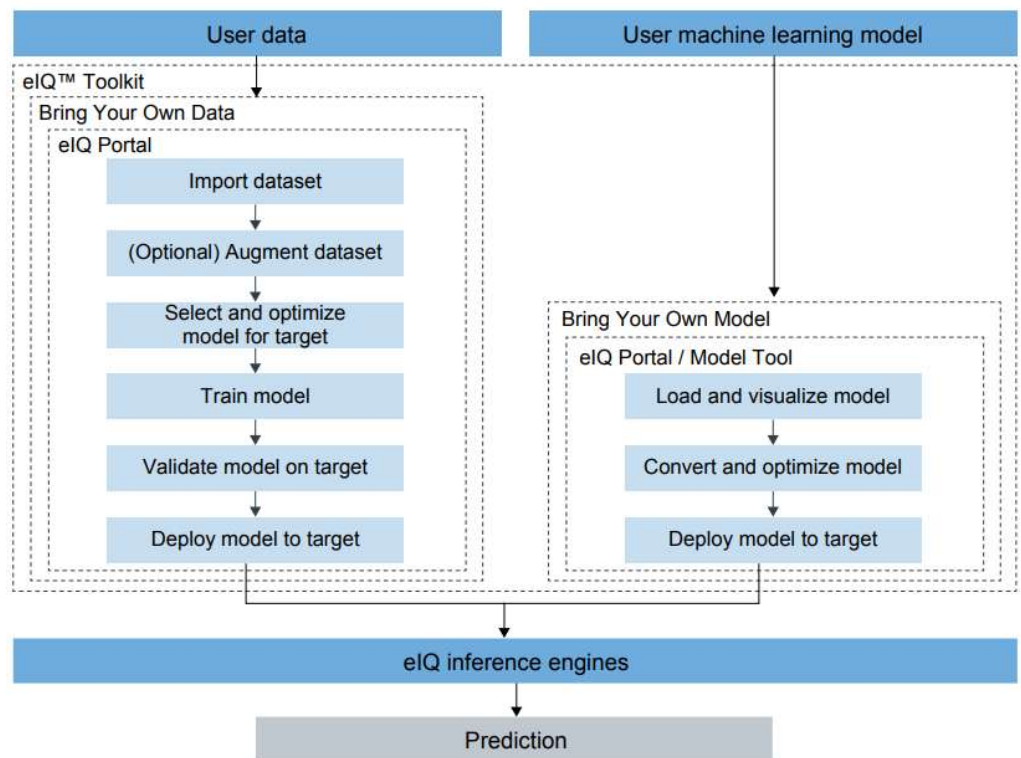 User data
User machine learning model
eIQ™ Toolkit
Bring Your Own Data
eIQ Portal
Import dataset
(Optional) Augment dataset
Select and optimize
model for target
Train model
Validate model on target
Deploy model to target
Bring Your Own Model
eIQ Portal / Model Tool
Load and visualize model
Convert and optimize model
Deploy model to target
eIQ inference engines
Prediction